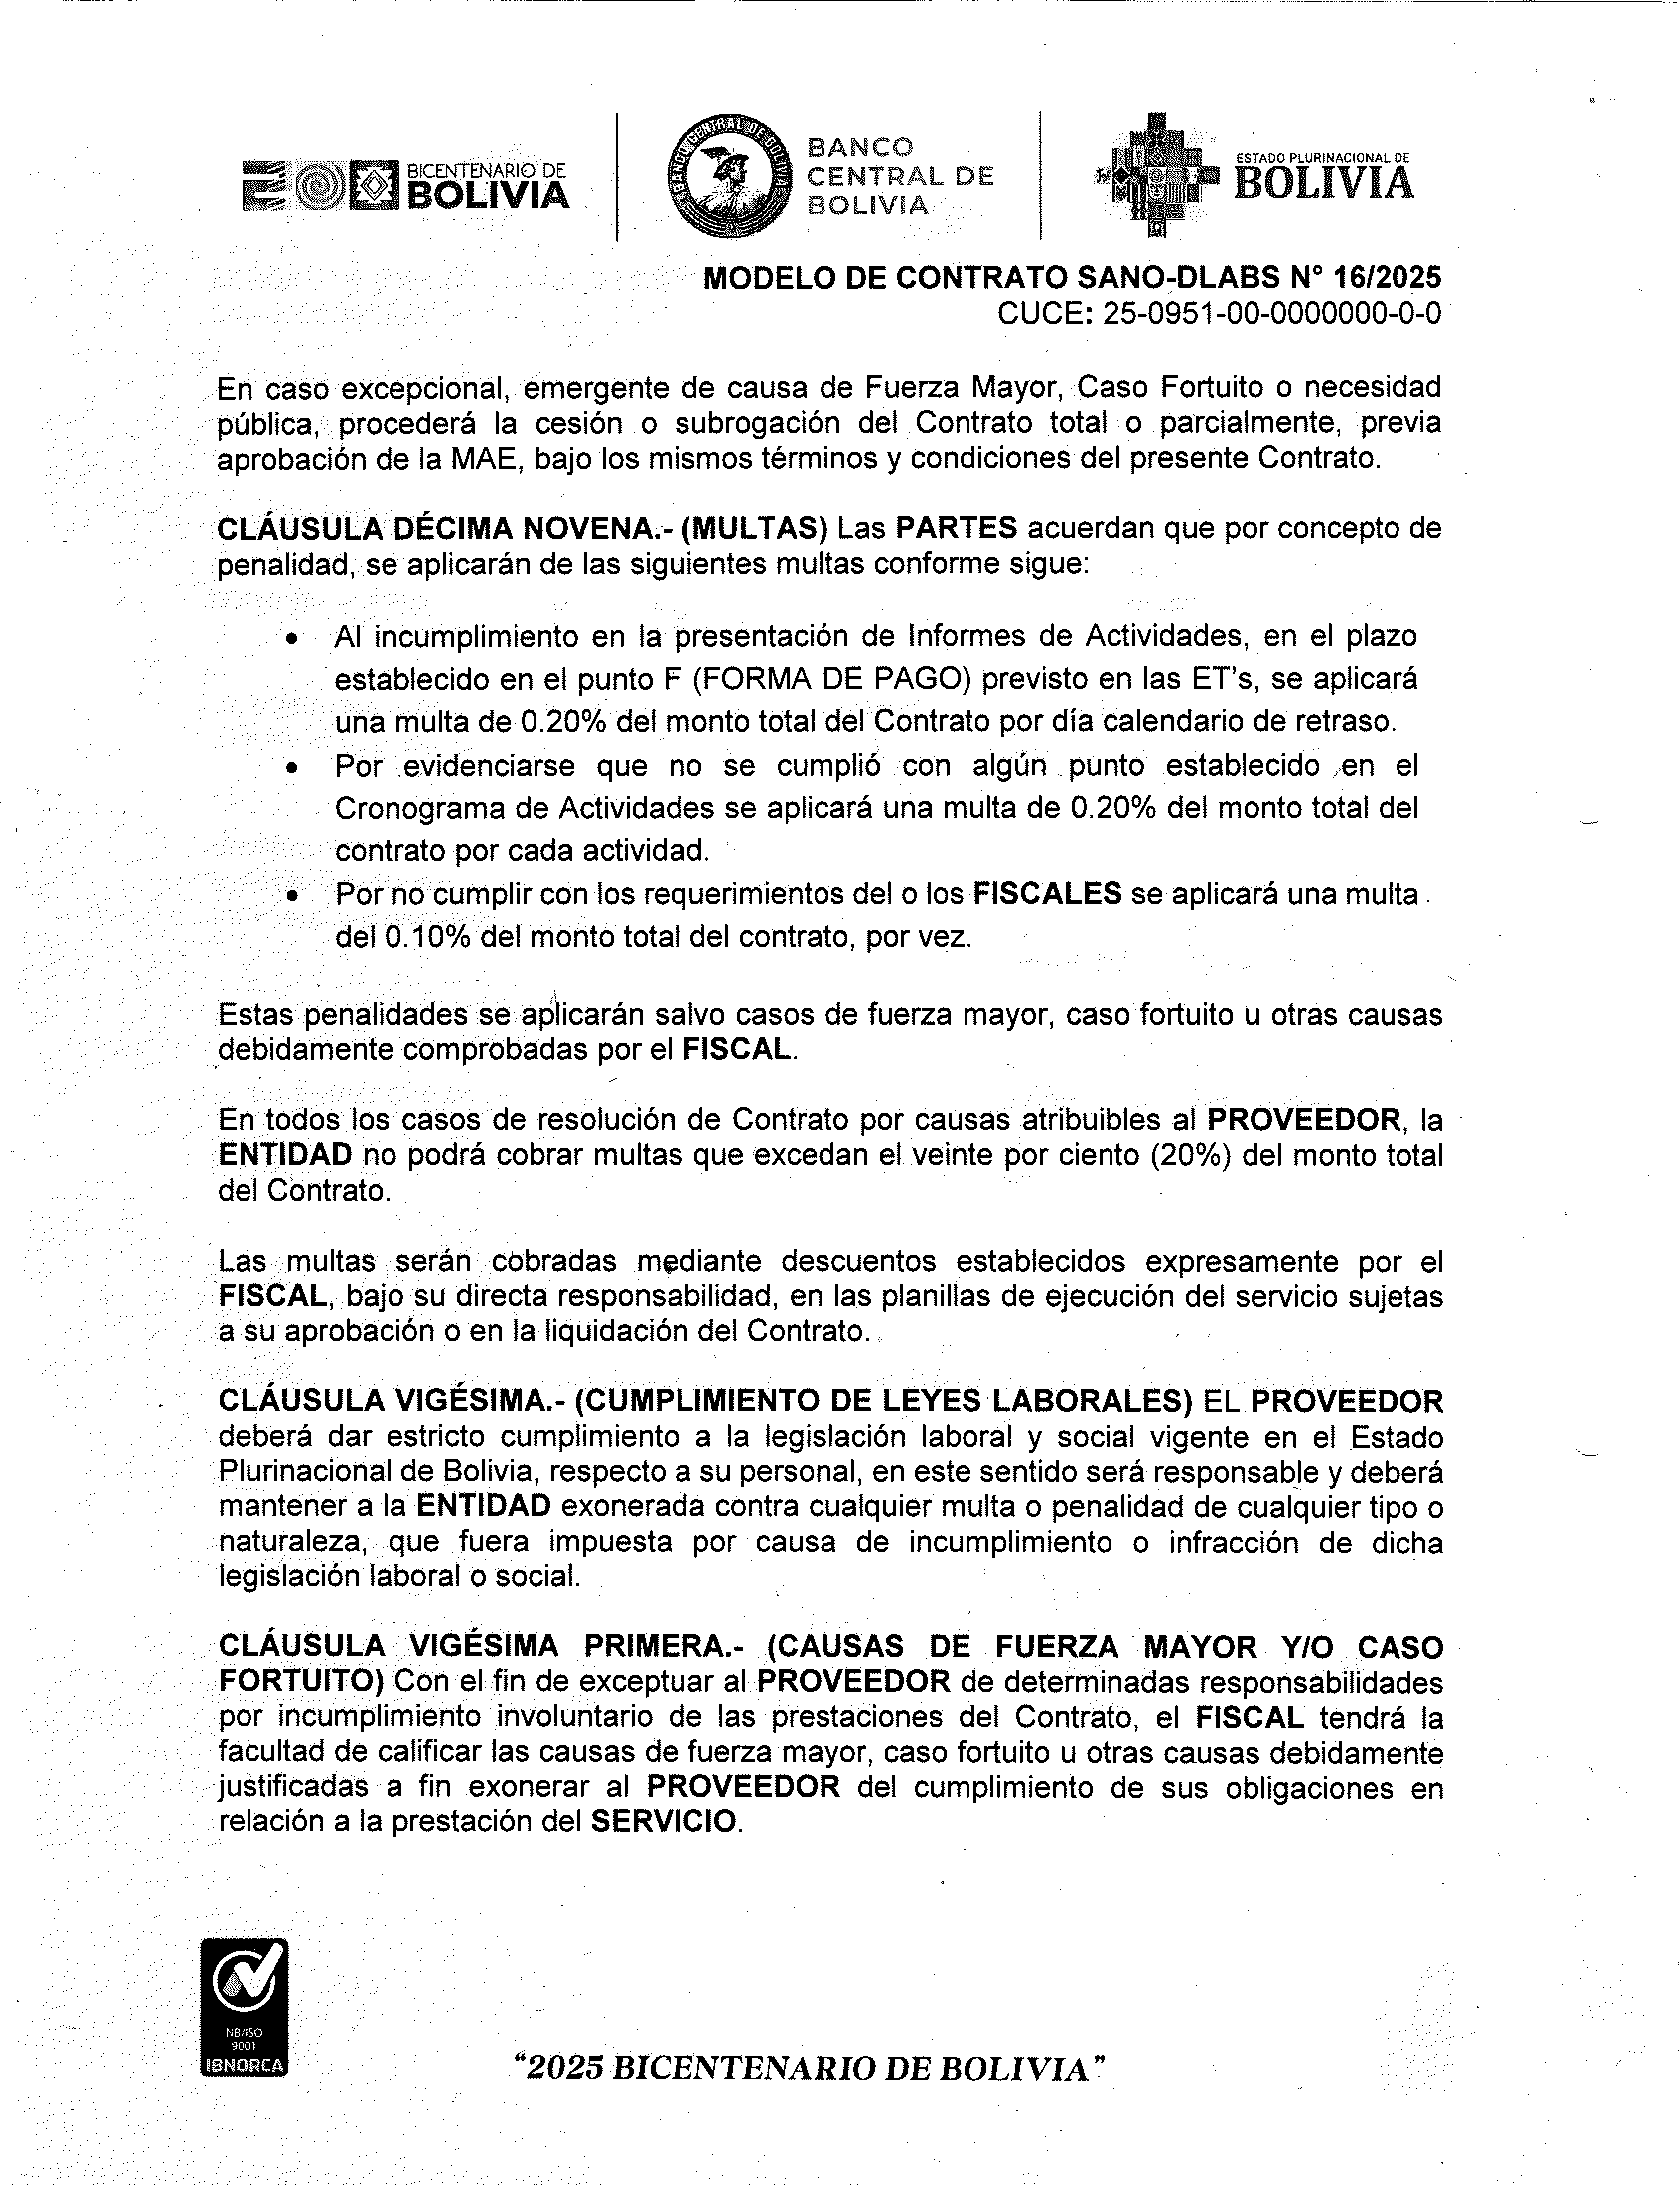 BICENTENARIO DE
BOLIVIA
BANCO CENTRAL DE BOLIVIA
BANCO
CENTRAL DE
BOLIVIA
ESTADO PLURINACIONAL DE
BOLIVIA
MODELO DE CONTRATO SANO-DLABS N° 16/2025
CUCE: 25-0951-00-0000000-0-0
En caso excepcional, emergente de causa de Fuerza Mayor, Caso Fortuito o necesidad
pública, procederá la cesión o subrogación del Contrato total o parcialmente, previa
aprobación de la MAE, bajo los mismos términos y condiciones del presente Contrato.
CLÁUSULA DÉCIMA NOVENA.- (MULTAS) Las PARTES acuerdan que por concepto de
penalidad, se aplicarán de las siguientes multas conforme sigue:
• Al incumplimiento en la presentación de Informes de Actividades, en el plazo
establecido en el punto F (FORMA DE PAGO) previsto en las ET's, se aplicará
una multa de 0.20% del monto total del Contrato por día calendario de retraso.
• Por evidenciarse que no se cumplió con algún punto establecido en el
Cronograma de Actividades se aplicará una multa de 0.20% del monto total del
contrato por cada actividad.
• Por no cumplir con los requerimientos del o los FISCALES se aplicará una multa
del 0.10% del monto total del contrato, por vez.
Estas penalidades se aplicarán salvo casos de fuerza mayor, caso fortuito u otras causas
debidamente comprobadas por el FISCAL.
En todos los casos de resolución de Contrato por causas atribuibles al PROVEEDOR, la
ENTIDAD no podrá cobrar multas que excedan el veinte por ciento (20%) del monto total
del Contrato.
Las multas serán cobradas mediante descuentos establecidos expresamente por el
FISCAL, bajo su directa responsabilidad, en las planillas de ejecución del servicio sujetas
a su aprobación o en la liquidación del Contrato.
CLÁUSULA VIGÉSIMA.- (CUMPLIMIENTO DE LEYES LABORALES) EL PROVEEDOR
deberá dar estricto cumplimiento a la legislación laboral y social vigente en el Estado
Plurinacional de Bolivia, respecto a su personal, en este sentido será responsable y deberá
mantener a la ENTIDAD exonerada contra cualquier multa o penalidad de cualquier tipo o
naturaleza, que fuera impuesta por causa de incumplimiento o infracción de dicha
legislación laboral o social.
CLÁUSULA VIGÉSIMA PRIMERA.- (CAUSAS DE FUERZA MAYOR Y/O CASO
FORTUITO) Con el fin de exceptuar al PROVEEDOR de determinadas responsabilidades
por incumplimiento involuntario de las prestaciones del Contrato, el FISCAL tendrá la
facultad de calificar las causas de fuerza mayor, caso fortuito u otras causas debidamente
justificadas a fin exonerar al PROVEEDOR del cumplimiento de sus obligaciones en
relación a la prestación del SERVICIO.
NB/ISO
9001
IBNORCA
“2025 BICENTENARIO DE BOLIVIA”